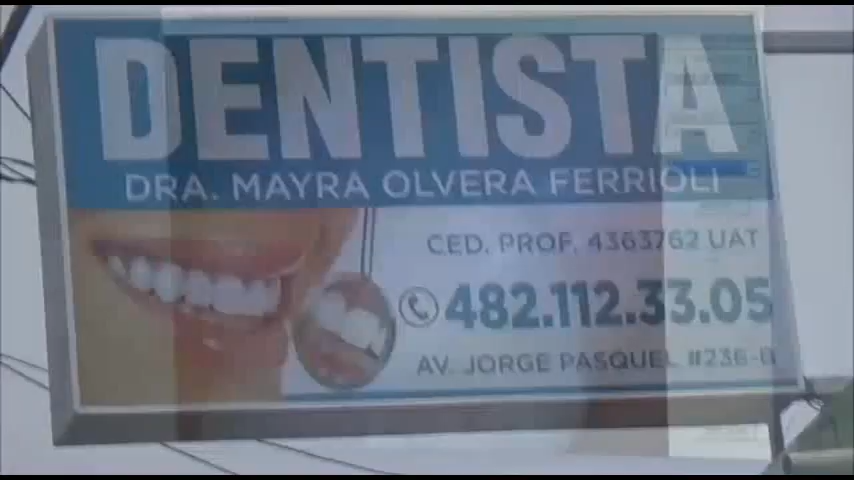 DENTISTA
DRA. MAYRA OLVERA FERRIOLI
CED. PROF. 4363762 UAT
482.112.33.05
AV. JORGE PASQUEL #236-B